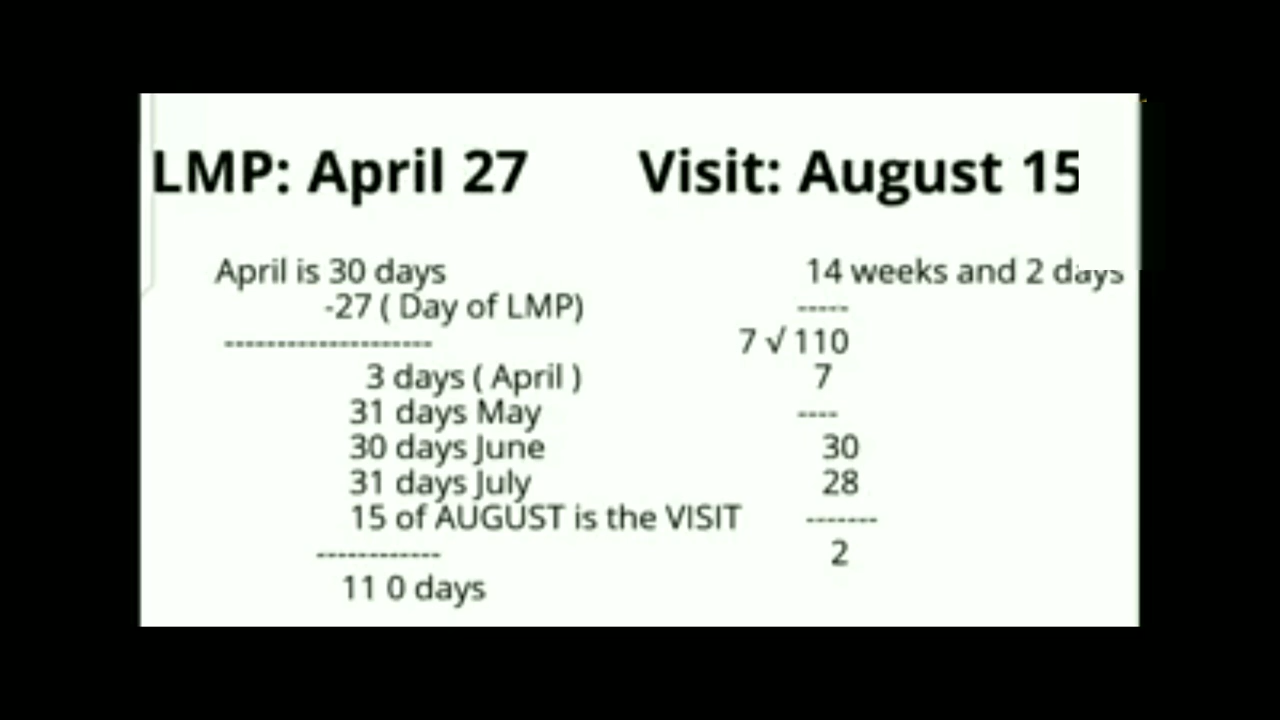 LMP: April 27 Visit: August 15
April is 30 days 14 weeks and 2 days
-27 ( Day of LMP) -----
------------------- 7 √ 110
3 days ( April ) 7
31 days May ----
30 days June 30
31 days July 28
15 of AUGUST is the VISIT -------
------------ 2
11 0 days